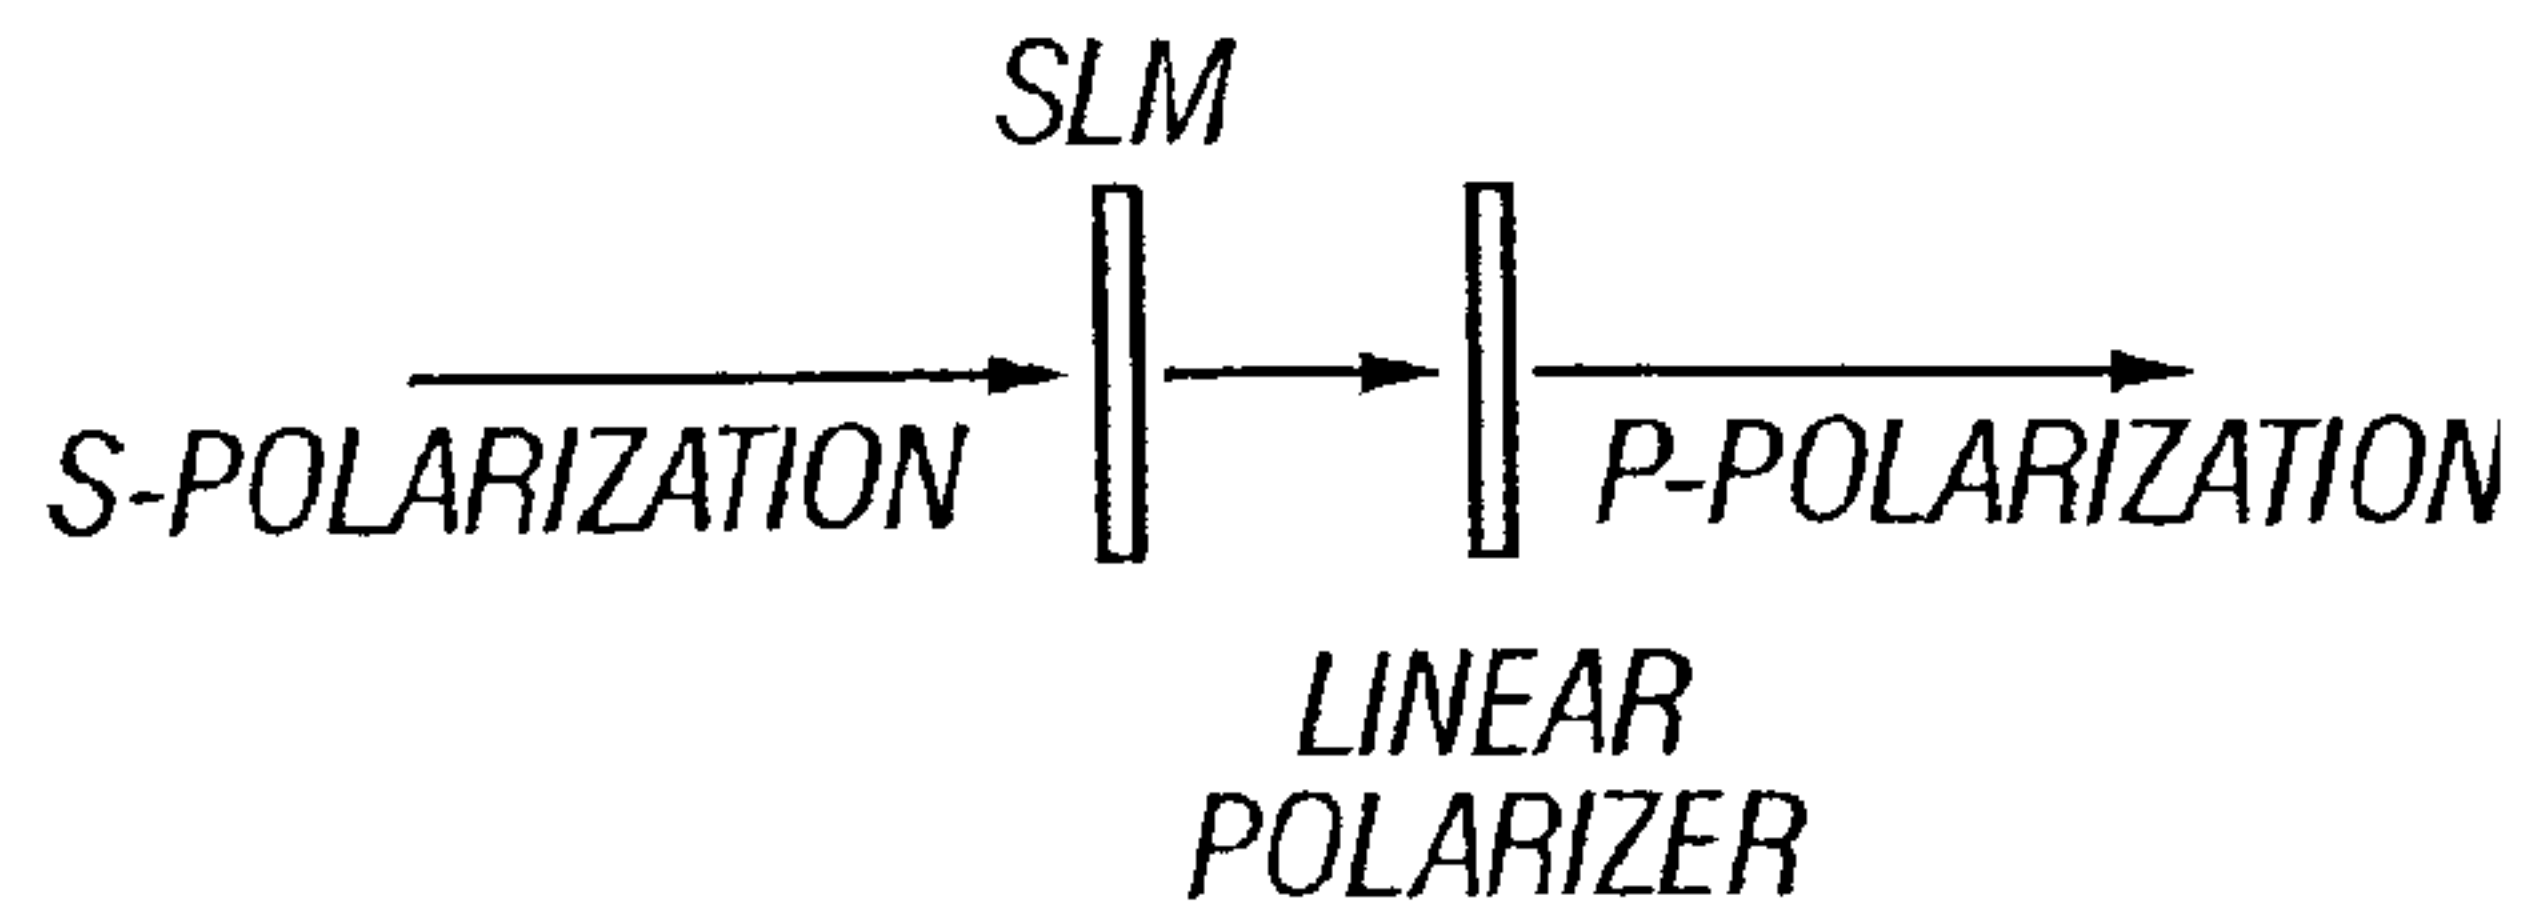 SLM
S-POLARIZATION
P-POLARIZATION
LINEAR
POLARIZER